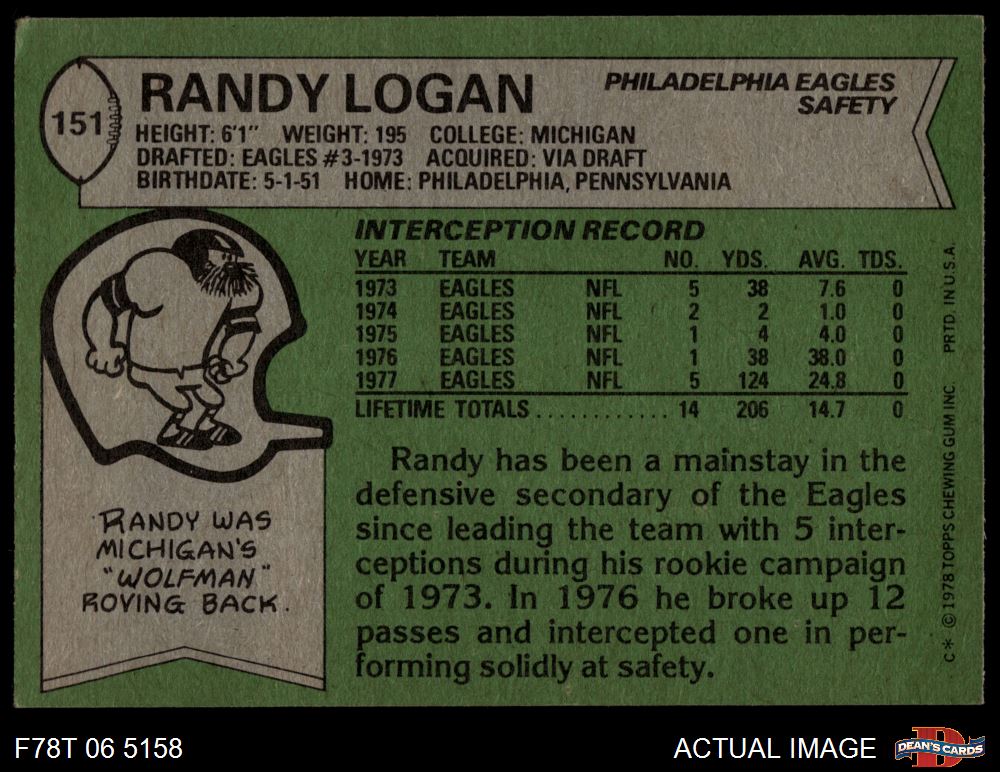 151
RANDY LOGAN
PHILADELPHIA EAGLES
SAFETY
HEIGHT: 6'1" WEIGHT: 195 COLLEGE: MICHIGAN
DRAFTED: EAGLES #3-1973 ACQUIRED: VIA DRAFT
BIRTHDATE: 5-1-51 HOME: PHILADELPHIA, PENNSYLVANIA
INTERCEPTION RECORD
YEAR TEAM NO. YDS. AVG. TDS.
1973 EAGLES NFL 5 38 7.6 0
1974 EAGLES NFL 2 2 1.0 0
1975 EAGLES NFL 1 4 4.0 0
1976 EAGLES NFL 1 38 38.0 0
1977 EAGLES NFL 5 124 24.8 0
LIFETIME TOTALS............ 14 206 14.7 0
Randy has been a mainstay in the
defensive secondary of the Eagles
since leading the team with 5 inter-
ceptions during his rookie campaign
of 1973. In 1976 he broke up 12
passes and intercepted one in per-
forming solidly at safety.
RANDY WAS
MICHIGAN'S
"WOLFMAN"
ROVING BACK.
C* © 1978 TOPPS CHEWING GUM INC. PRTD. IN U.S.A.
F78T 06 5158
ACTUAL IMAGE
DEAN'S CARDS